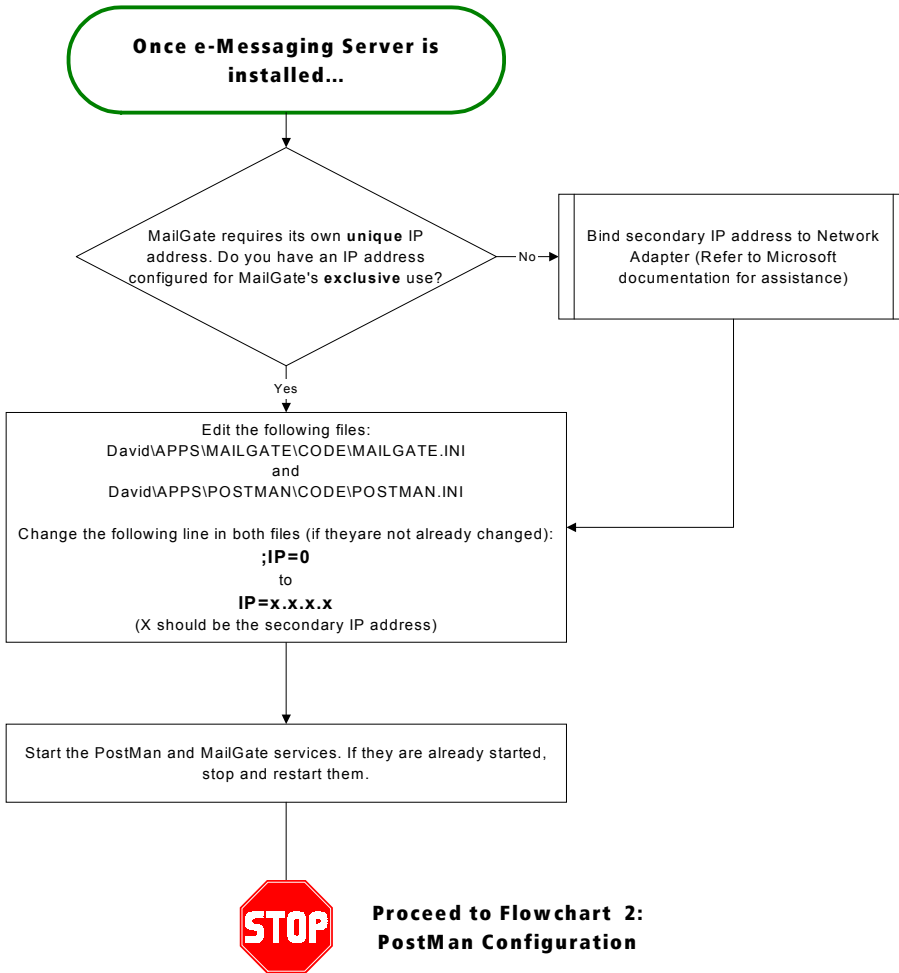 Once e-Messaging Server is
installed...
MailGate requires its own unique IP
address. Do you have an IP address
configured for MailGate's exclusive use?
No
Bind secondary IP address to Network
Adapter (Refer to Microsoft
documentation for assistance)
Yes
Edit the following files:
David\APPS\MAILGATE\CODE\MAILGATE.INI
and
David\APPS\POSTMAN\CODE\POSTMAN.INI
Change the following line in both files (if theyare not already changed):
;IP=0
to
IP=x.x.x.x
(X should be the secondary IP address)
Start the PostMan and MailGate services. If they are already started,
stop and restart them.
STOP
Proceed to Flowchart 2:
PostMan Configuration